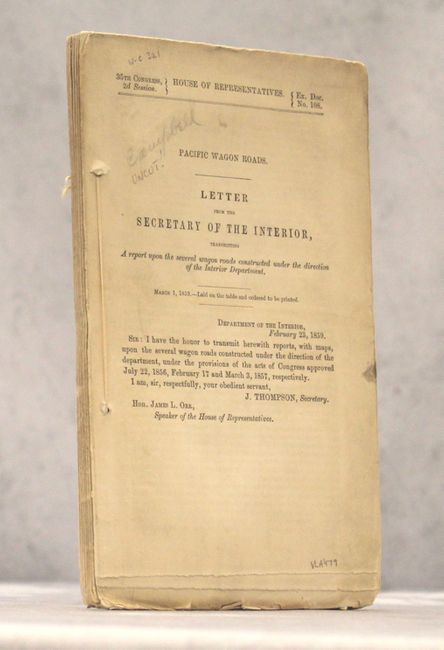 W-C 321
35th Congress,
2d Session.
HOUSE OF REPRESENTATIVES.
Ex. Doc.
No. 108.
Campbell
UNCUT!
PACIFIC WAGON ROADS.
LETTER
FROM THE
SECRETARY OF THE INTERIOR,
TRANSMITTING
A report upon the several wagon roads constructed under the direction
of the Interior Department.
March 1, 1859.—Laid on the table and ordered to be printed.
Department of the Interior,
February 23, 1859.
Sir: I have the honor to transmit herewith reports, with maps,
upon the several wagon roads constructed under the direction of the
department, under the provisions of the acts of Congress approved
July 22, 1856, February 17 and March 3, 1857, respectively.
I am, sir, respectfully, your obedient servant,
J. THOMPSON, Secretary.
Hon. James L. Orr,
Speaker of the House of Representatives.